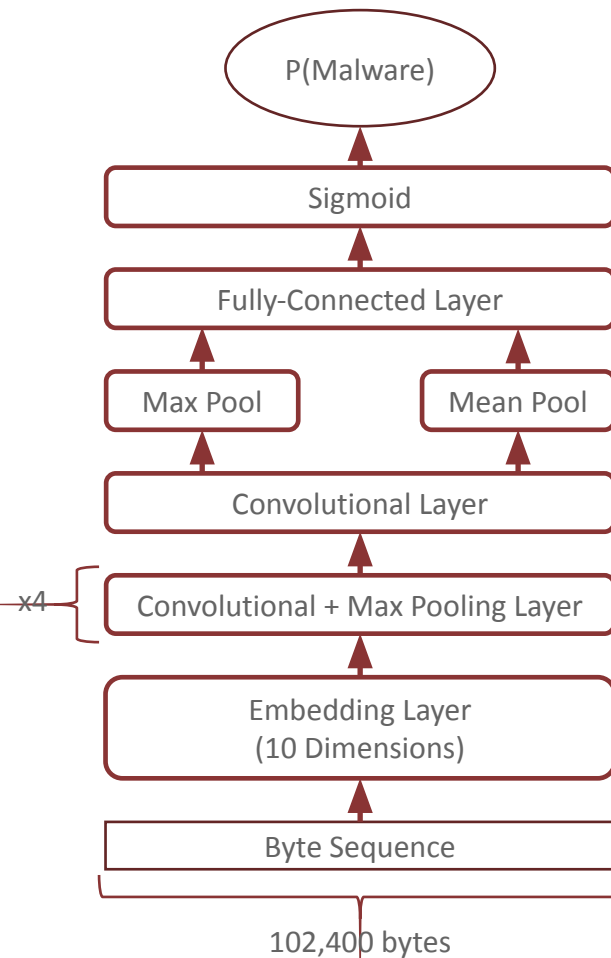 P(Malware)
Sigmoid
Fully-Connected Layer
Max Pool
Mean Pool
Convolutional Layer
x4
Convolutional + Max Pooling Layer
Embedding Layer
(10 Dimensions)
Byte Sequence
102,400 bytes